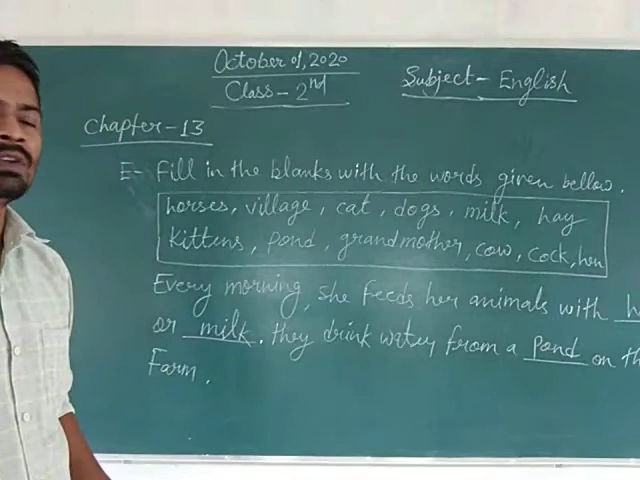 October 01, 2020
Class - 2nd
Subject - English
Chapter - 13
E- Fill in the blanks with the words given bellow.
horses, village, cat, dogs, milk, hay
kittens, pond, grandmother, cow, cock, hen
Every morning, she feeds her animals with
or milk. they drink watey from a pond on
Farm.